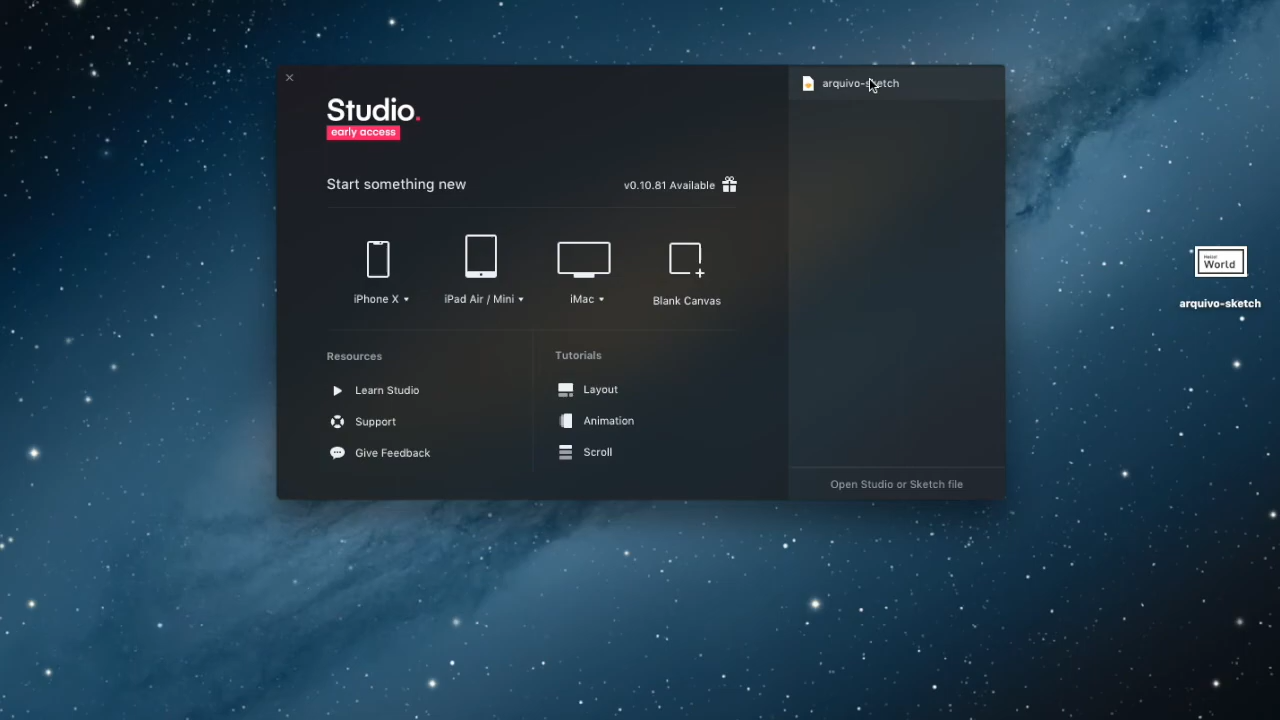 Studio.
early access
Start something new
v0.10.81 Available
iPhone X
iPad Air / Mini
iMac
Blank Canvas
Resources
Learn Studio
Support
Give Feedback
Tutorials
Layout
Animation
Scroll
arquivo-sketch
Open Studio or Sketch file
World
arquivo-sketch